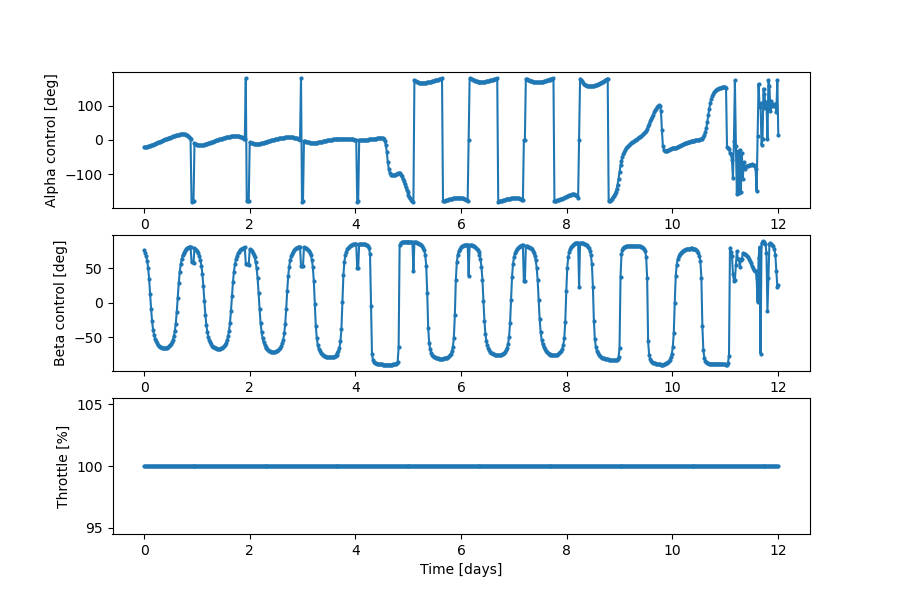 Alpha control [deg]
100
0
−100
0 2 4 6 8 10 12
Beta control [deg]
50
0
−50
0 2 4 6 8 10 12
Throttle [%]
105
100
95
0 2 4 6 8 10 12
Time [days]